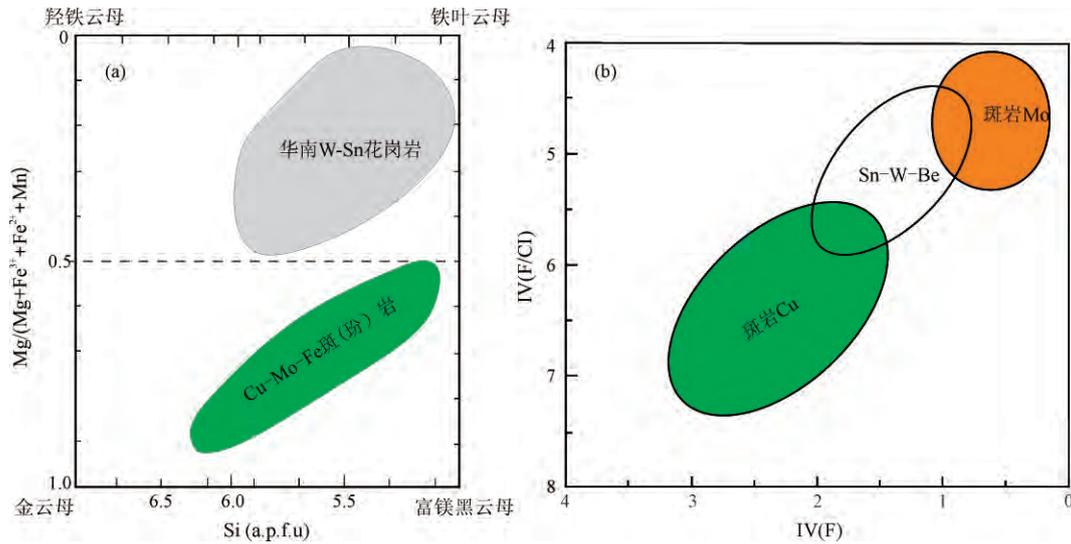 羟铁云母 铁叶云母
0
(a)
华南W-Sn花岗岩
0.5
Cu-Mo-Fe斑(玢)岩
Mg/(Mg+Fe³⁺+Fe²⁺+Mn)
1.0
金云母 6.5 6.0 5.5 富镁黑云母
Si (a.p.f.u)
4
(b)
斑岩Mo
5
Sn-W-Be
IV(F/Cl)
6
斑岩Cu
7
8
4 3 2 1 0
IV(F)